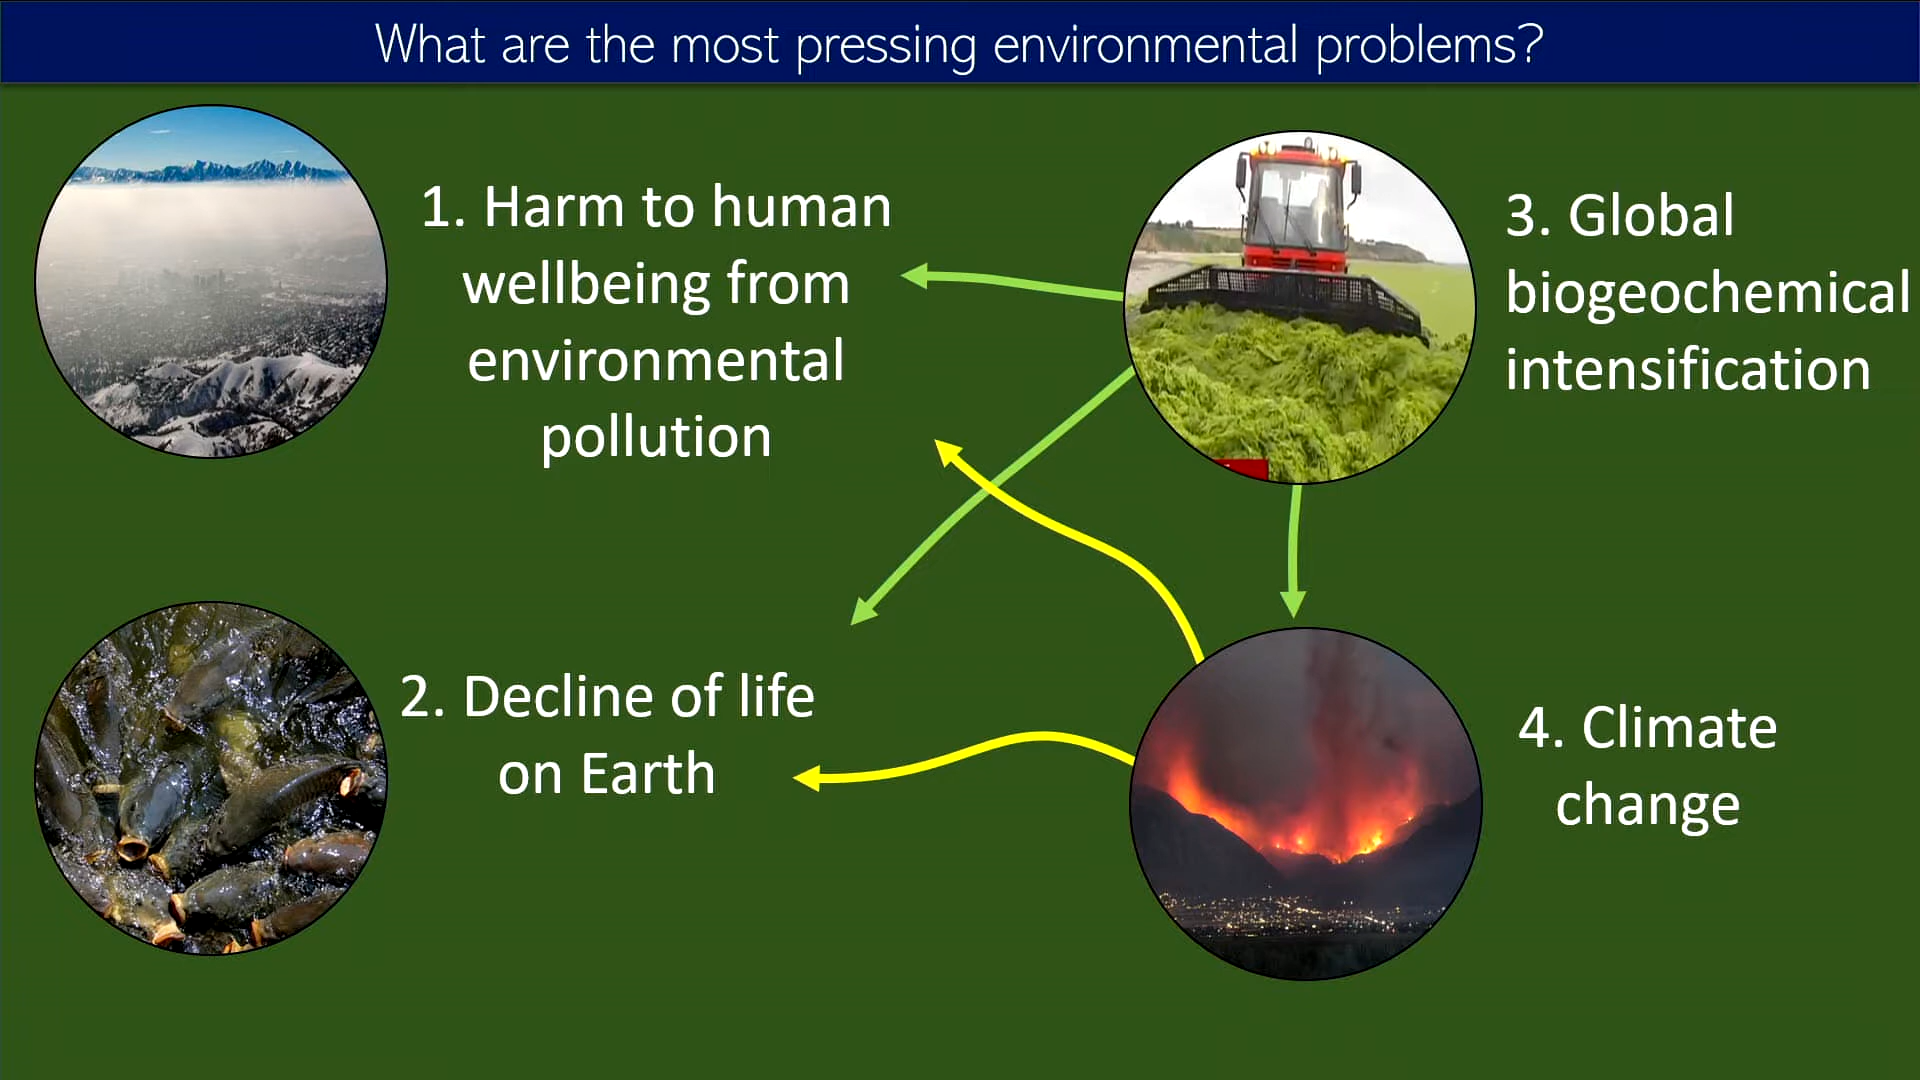 What are the most pressing environmental problems?
1. Harm to human
wellbeing from
environmental
pollution
2. Decline of life
on Earth
3. Global
biogeochemical
intensification
4. Climate
change